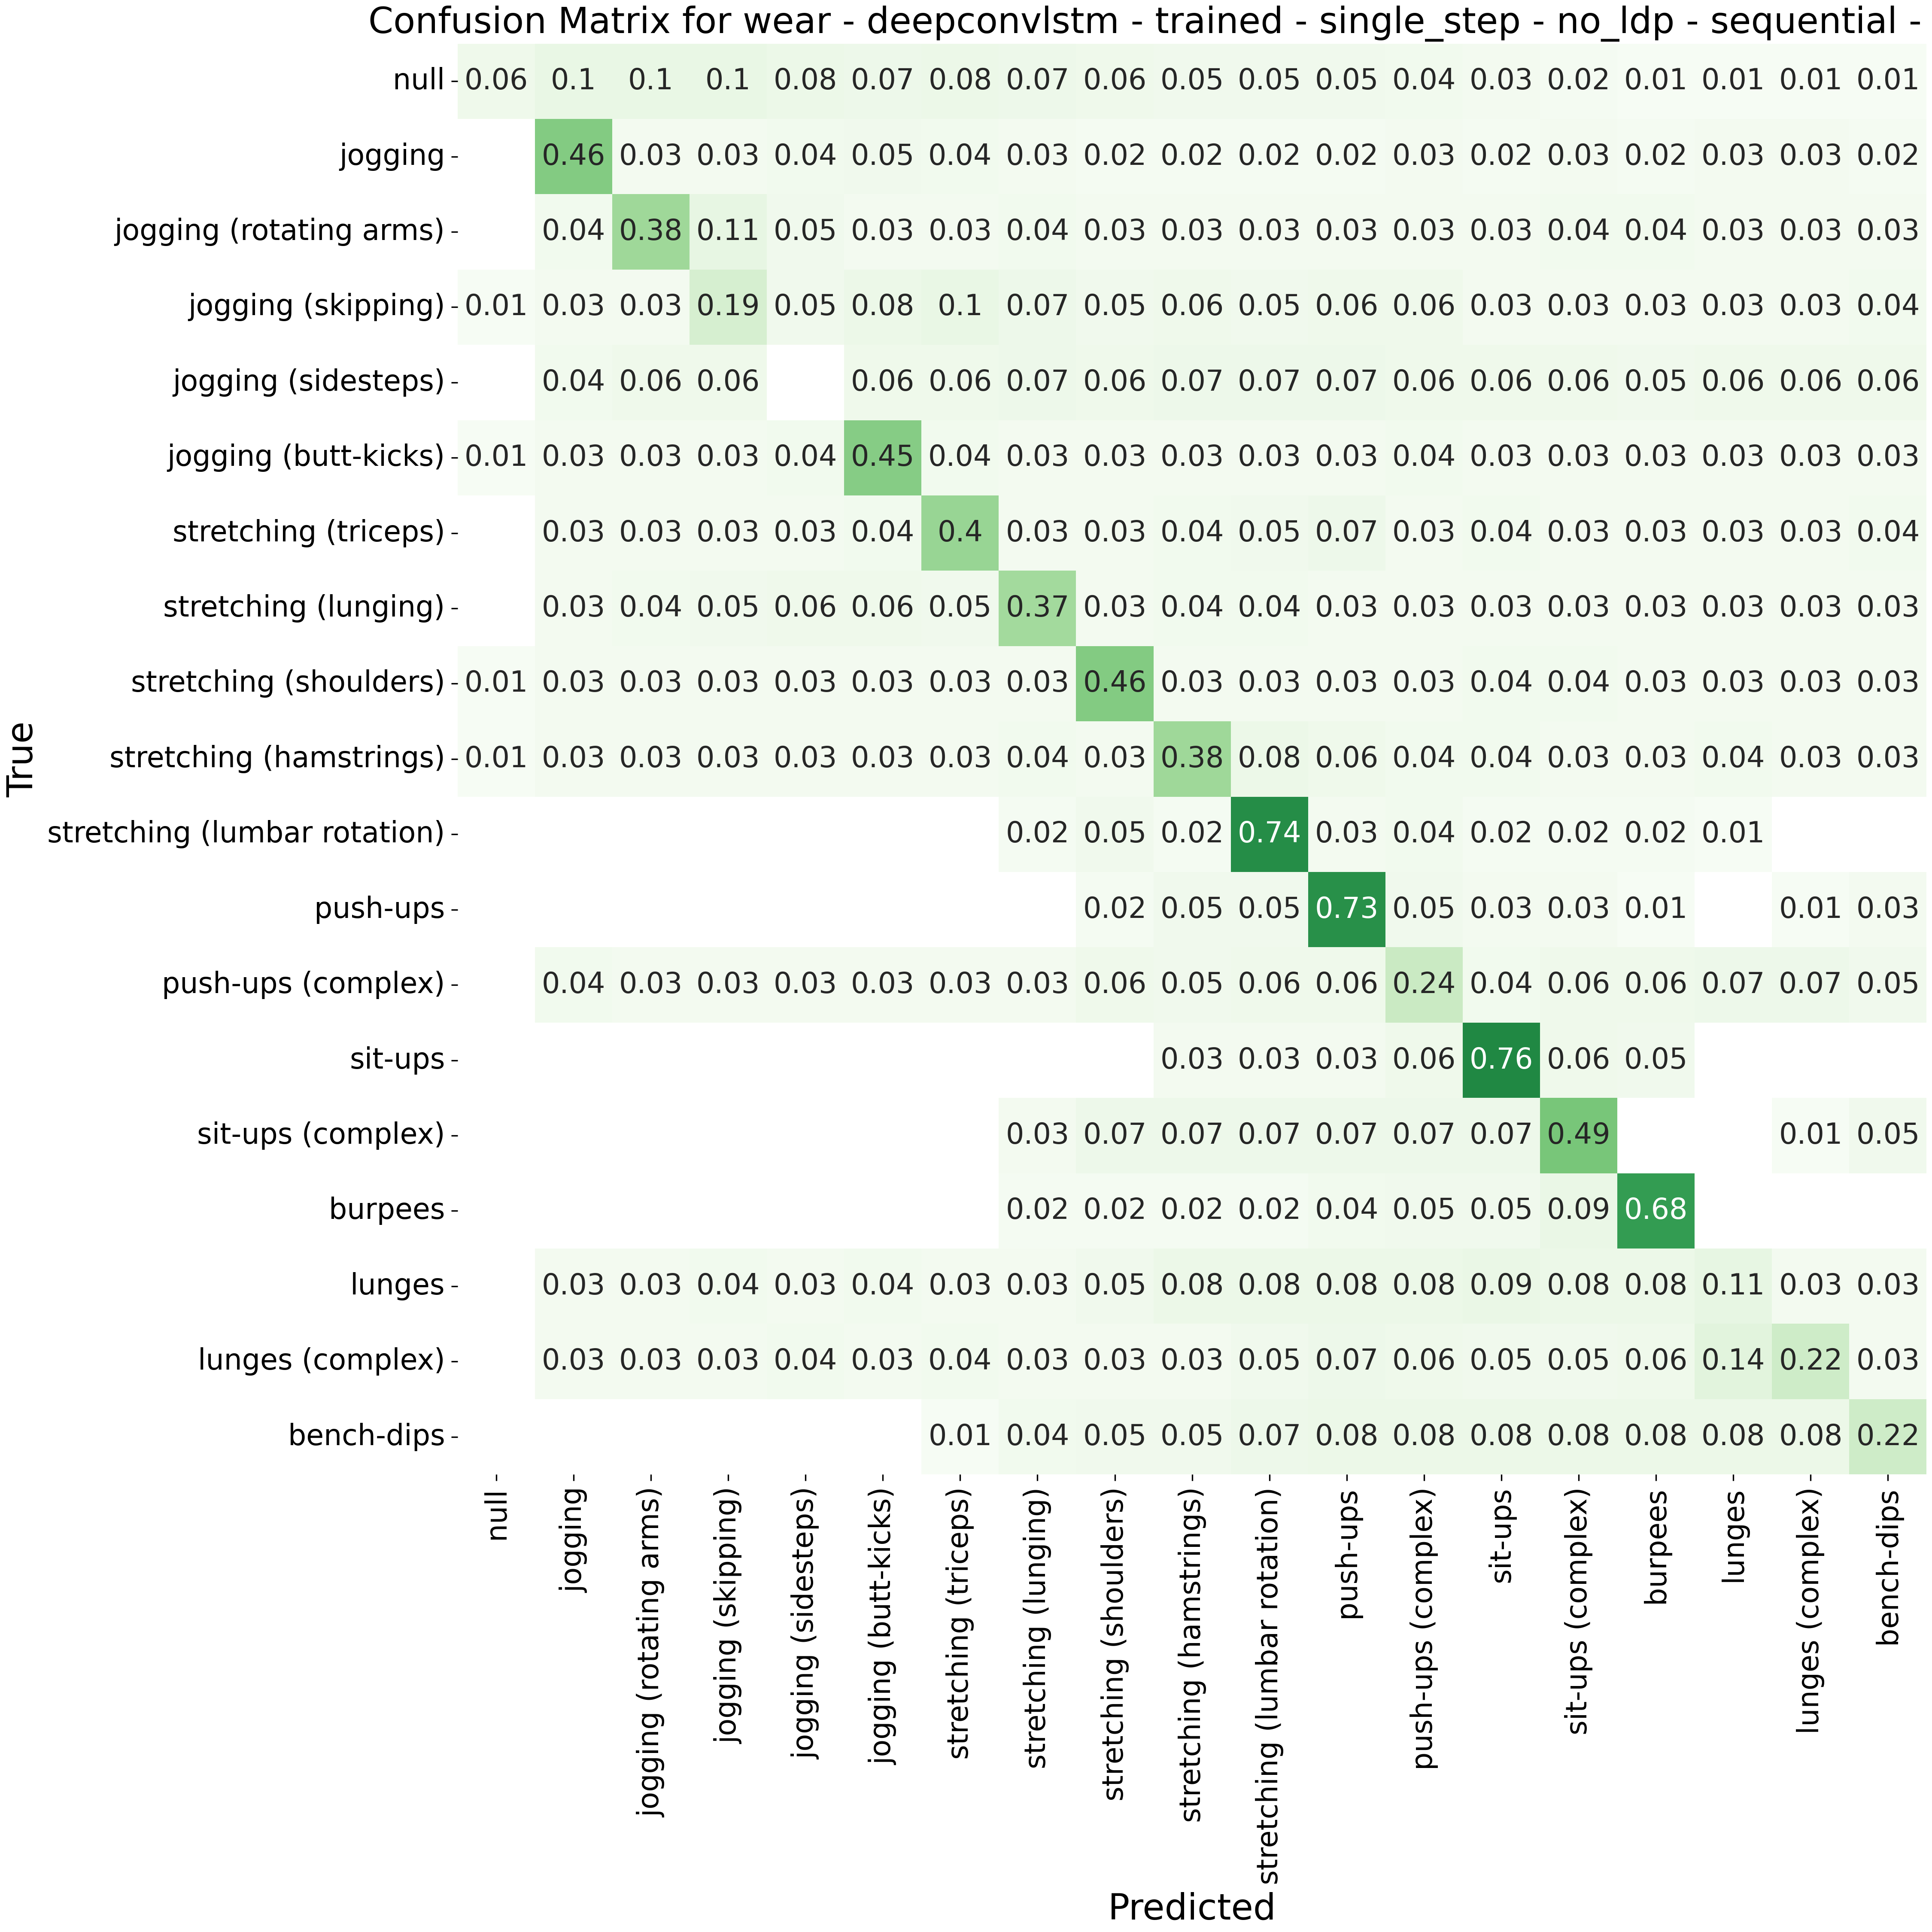 Confusion Matrix for wear - deepconvlstm - trained - single_step - no_ldp - sequential -
null 0.06 0.1 0.1 0.1 0.08 0.07 0.08 0.07 0.06 0.05 0.05 0.05 0.04 0.03 0.02 0.01 0.01 0.01 0.01
jogging 0.46 0.03 0.03 0.04 0.05 0.04 0.03 0.02 0.02 0.02 0.02 0.03 0.02 0.03 0.02 0.03 0.03 0.02
jogging (rotating arms) 0.04 0.38 0.11 0.05 0.03 0.03 0.04 0.03 0.03 0.03 0.03 0.03 0.03 0.04 0.04 0.03 0.03 0.03
jogging (skipping) 0.01 0.03 0.03 0.19 0.05 0.08 0.1 0.07 0.05 0.06 0.05 0.06 0.06 0.03 0.03 0.03 0.03 0.03 0.04
jogging (sidesteps) 0.04 0.06 0.06 0.06 0.06 0.07 0.06 0.07 0.07 0.07 0.06 0.06 0.06 0.05 0.06 0.06 0.06
jogging (butt-kicks) 0.01 0.03 0.03 0.03 0.04 0.45 0.04 0.03 0.03 0.03 0.03 0.03 0.04 0.03 0.03 0.03 0.03 0.03 0.03
stretching (triceps) 0.03 0.03 0.03 0.03 0.04 0.4 0.03 0.03 0.04 0.05 0.07 0.03 0.04 0.03 0.03 0.03 0.03 0.04
stretching (lunging) 0.03 0.04 0.05 0.06 0.06 0.05 0.37 0.03 0.04 0.04 0.03 0.03 0.03 0.03 0.03 0.03 0.03 0.03
stretching (shoulders) 0.01 0.03 0.03 0.03 0.03 0.03 0.03 0.03 0.46 0.03 0.03 0.03 0.03 0.04 0.04 0.03 0.03 0.03 0.03
stretching (hamstrings) 0.01 0.03 0.03 0.03 0.03 0.03 0.03 0.04 0.03 0.38 0.08 0.06 0.04 0.04 0.03 0.03 0.04 0.03 0.03
stretching (lumbar rotation) 0.02 0.05 0.02 0.74 0.03 0.04 0.02 0.02 0.02 0.01
push-ups 0.02 0.05 0.05 0.73 0.05 0.03 0.03 0.01 0.01 0.03
push-ups (complex) 0.04 0.03 0.03 0.03 0.03 0.03 0.03 0.06 0.05 0.06 0.06 0.24 0.04 0.06 0.06 0.07 0.07 0.05
sit-ups 0.03 0.03 0.03 0.06 0.76 0.06 0.05
sit-ups (complex) 0.03 0.07 0.07 0.07 0.07 0.07 0.07 0.49 0.01 0.05
burpees 0.02 0.02 0.02 0.02 0.04 0.05 0.05 0.09 0.68
lunges 0.03 0.03 0.04 0.03 0.04 0.03 0.03 0.05 0.08 0.08 0.08 0.08 0.09 0.08 0.08 0.11 0.03 0.03
lunges (complex) 0.03 0.03 0.03 0.04 0.03 0.04 0.03 0.03 0.03 0.05 0.07 0.06 0.05 0.05 0.06 0.14 0.22 0.03
bench-dips 0.01 0.04 0.05 0.05 0.07 0.08 0.08 0.08 0.08 0.08 0.08 0.08 0.22
True
null
jogging
jogging (rotating arms)
jogging (skipping)
jogging (sidesteps)
jogging (butt-kicks)
stretching (triceps)
stretching (lunging)
stretching (shoulders)
stretching (hamstrings)
stretching (lumbar rotation)
push-ups
push-ups (complex)
sit-ups
sit-ups (complex)
burpees
lunges
lunges (complex)
bench-dips
Predicted